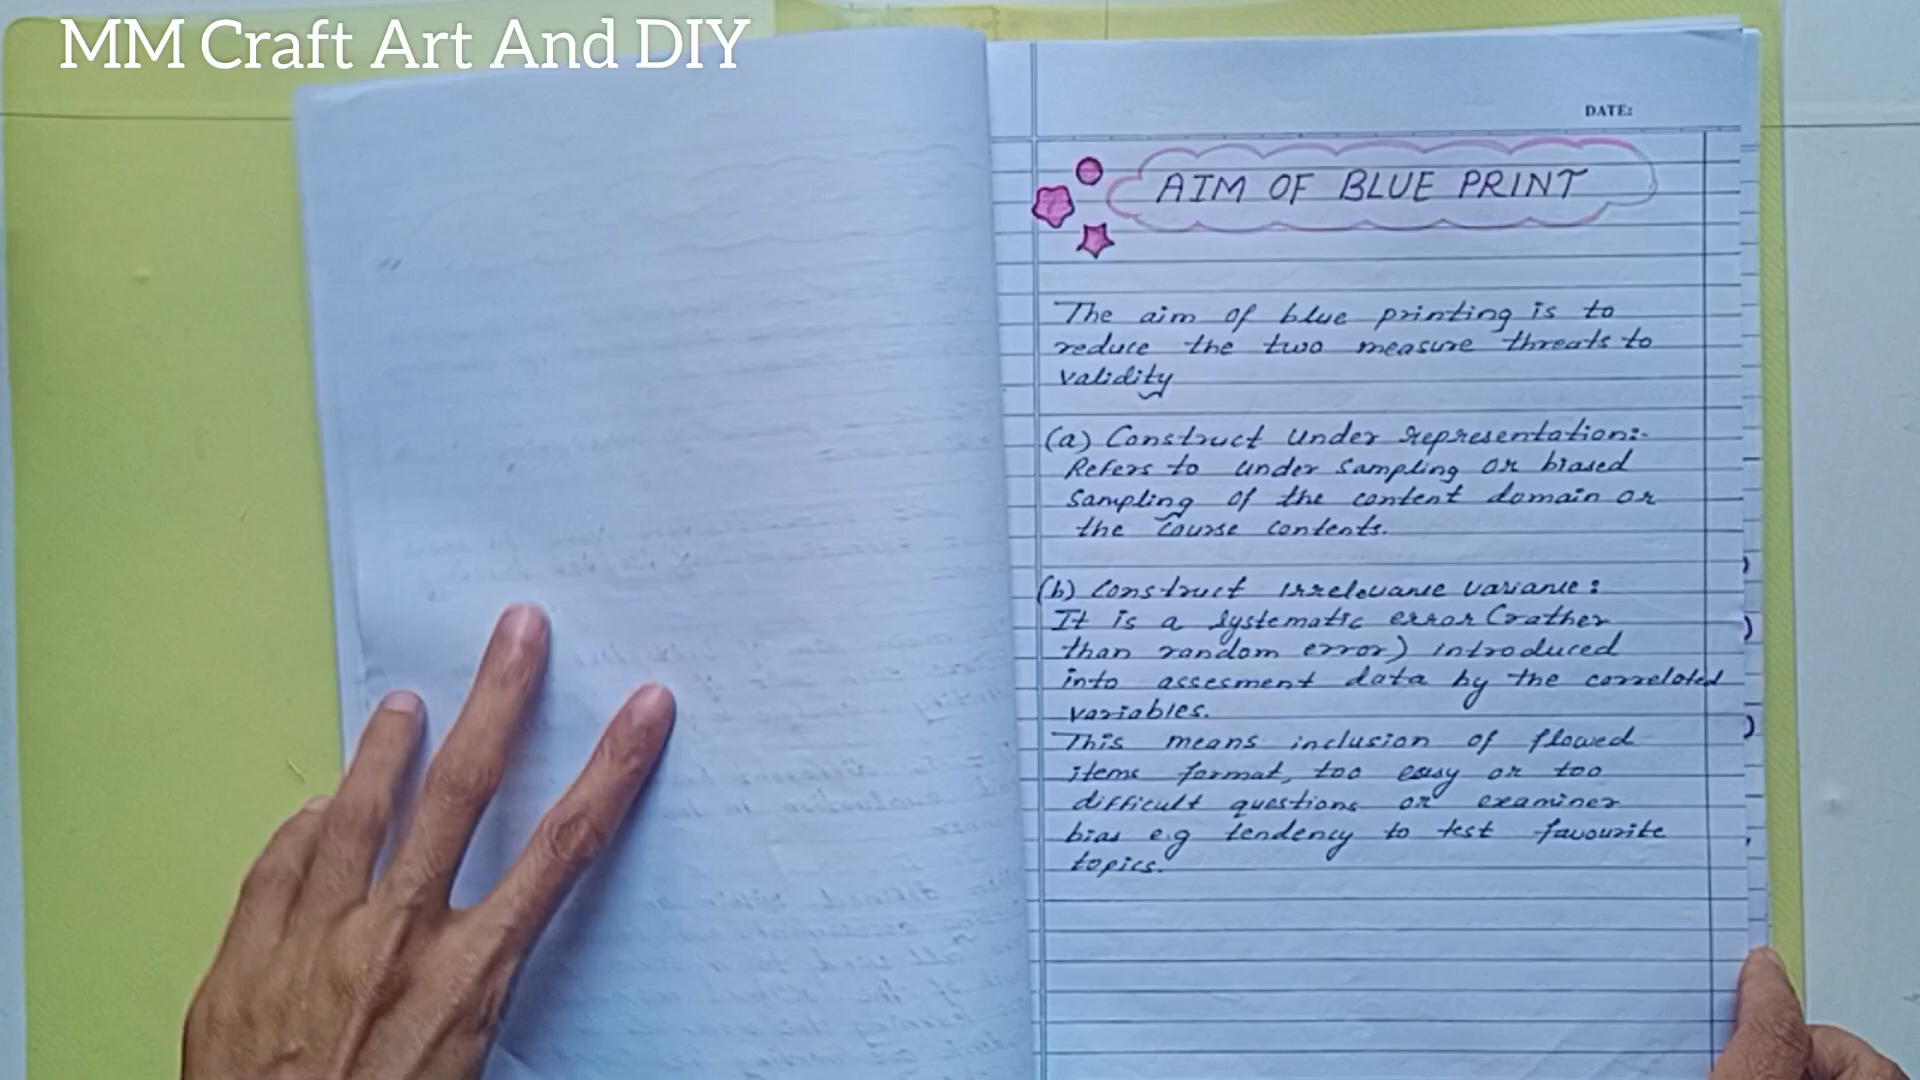 MM Craft Art And DIY
DATE:
AIM OF BLUE PRINT
The aim of blue printing is to
reduce the two measure threats to
validity
(a) Construct Under representation:-
Refers to under sampling or biased
sampling of the content domain or
the course contents.
(b) Construct irrelevance variance:
It is a systematic error (rather
than random error) introduced
into assesment data by the correlated
variables.
This means inclusion of flowed
items format, too easy or too
difficult questions or examiner
bias e.g tendency to test favourite
topics.